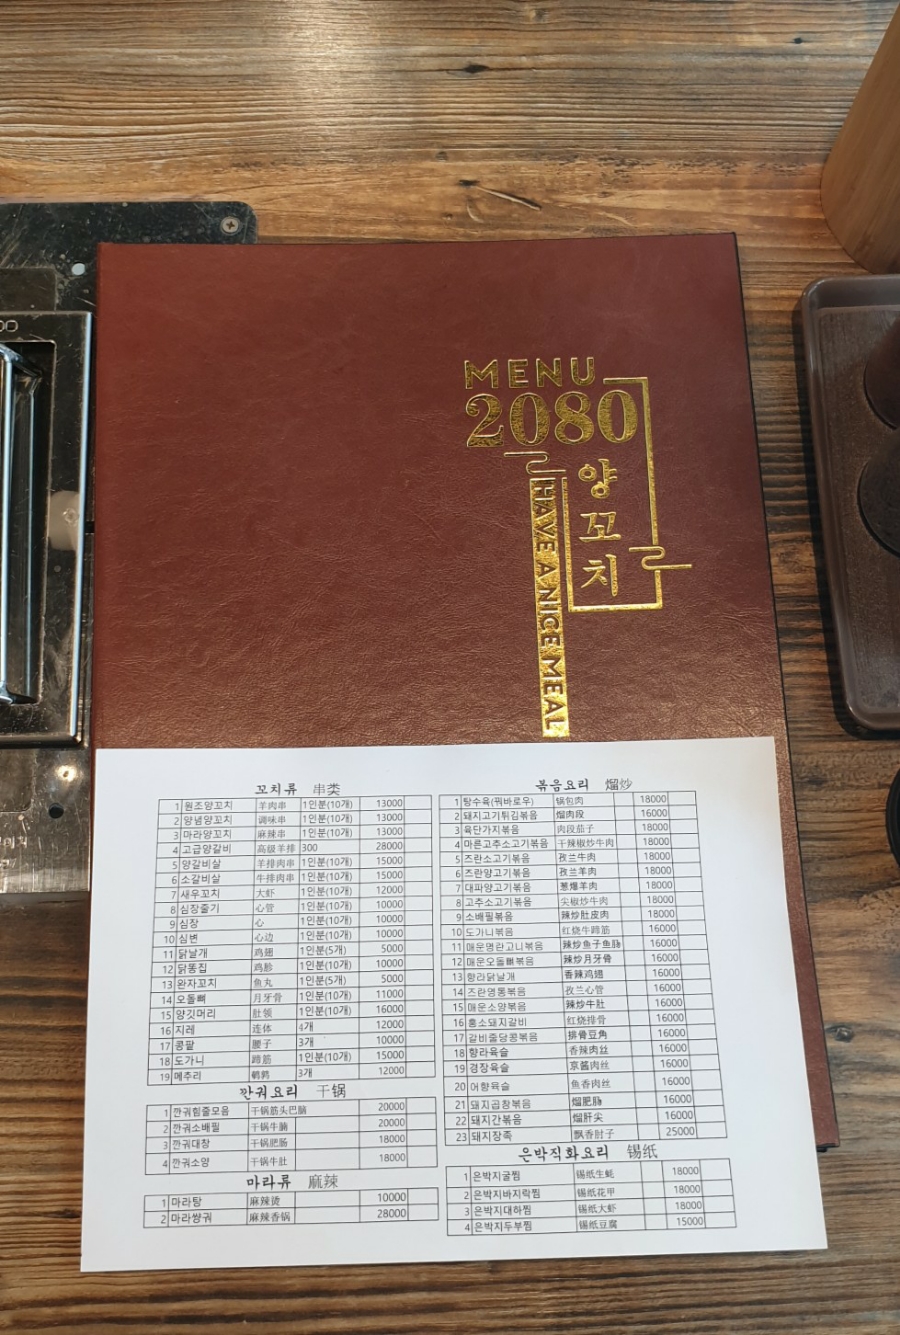 MENU
2080
양꼬치
HAVE A NICE MEAL
꼬치류 串类
1 원조양꼬치 羊肉串 1인분(10개) 13000
2 양념양꼬치 调味串 1인분(10개) 13000
3 마라양꼬치 麻辣串 1인분(10개) 13000
4 고급양갈비 高级羊排 300 28000
5 양갈비살 羊排肉串 1인분(10개) 15000
6 소갈비살 牛排肉串 1인분(10개) 15000
7 새우꼬치 大虾 1인분(10개) 12000
8 심장줄기 心管 1인분(10개) 10000
9 심장 心 1인분(10개) 10000
10 심변 心边 1인분(10개) 10000
11 닭날개 鸡翅 1인분(5개) 5000
12 닭똥집 鸡胗 1인분(10개) 10000
13 완자꼬치 鱼丸 1인분(5개) 5000
14 오돌뼈 月牙骨 1인분(10개) 11000
15 양깃머리 肚领 1인분(10개) 16000
16 지레 连体 4개 12000
17 콩팥 腰子 3개 10000
18 도가니 蹄筋 1인분(10개) 15000
19 메추리 鹌鹑 3개 12000
깐궈요리 干锅
1 깐궈힘줄모음 干锅筋头巴脑 20000
2 깐궈소배필 干锅牛腩 20000
3 깐궈대창 干锅肥肠 18000
4 깐궈소양 干锅牛肚 18000
마라류 麻辣
1 마라탕 麻辣烫 10000
2 마라썅궈 麻辣香锅 28000
볶음요리 熘炒
1 탕수육(꿔바로우) 锅包肉 18000
2 돼지고기튀김볶음 熘肉段 16000
3 육단가지볶음 肉段茄子 18000
4 마른고추소고기볶음 干辣椒炒牛肉 18000
5 즈란소고기볶음 孜兰牛肉 18000
6 즈란양고기볶음 孜兰羊肉 18000
7 대파양고기볶음 葱爆羊肉 18000
8 고추소고기볶음 尖椒炒牛肉 18000
9 소배필볶음 辣炒肚皮肉 18000
10 도가니볶음 红烧牛蹄筋 16000
11 매운명란고니볶음 辣炒鱼子鱼肠 16000
12 매운오돌뼈볶음 辣炒月牙骨 16000
13 향라닭날개 香辣鸡翅 16000
14 즈란염통볶음 孜兰心管 16000
15 매운소양볶음 辣炒牛肚 16000
16 홍소돼지갈비 红烧排骨 16000
17 갈비줄당콩볶음 排骨豆角 16000
18 향라육슬 香辣肉丝 16000
19 경장육슬 京酱肉丝 16000
20 어향육슬 鱼香肉丝 16000
21 돼지곱창볶음 熘肥肠 16000
22 돼지간볶음 熘肝尖 16000
23 돼지장족 飘香肘子 25000
은박직화요리 锡纸
1 은박지굴찜 锡纸生蚝 18000
2 은박지바지락찜 锡纸花甲 18000
3 은박지대하찜 锡纸大虾 18000
4 은박지두부찜 锡纸豆腐 15000